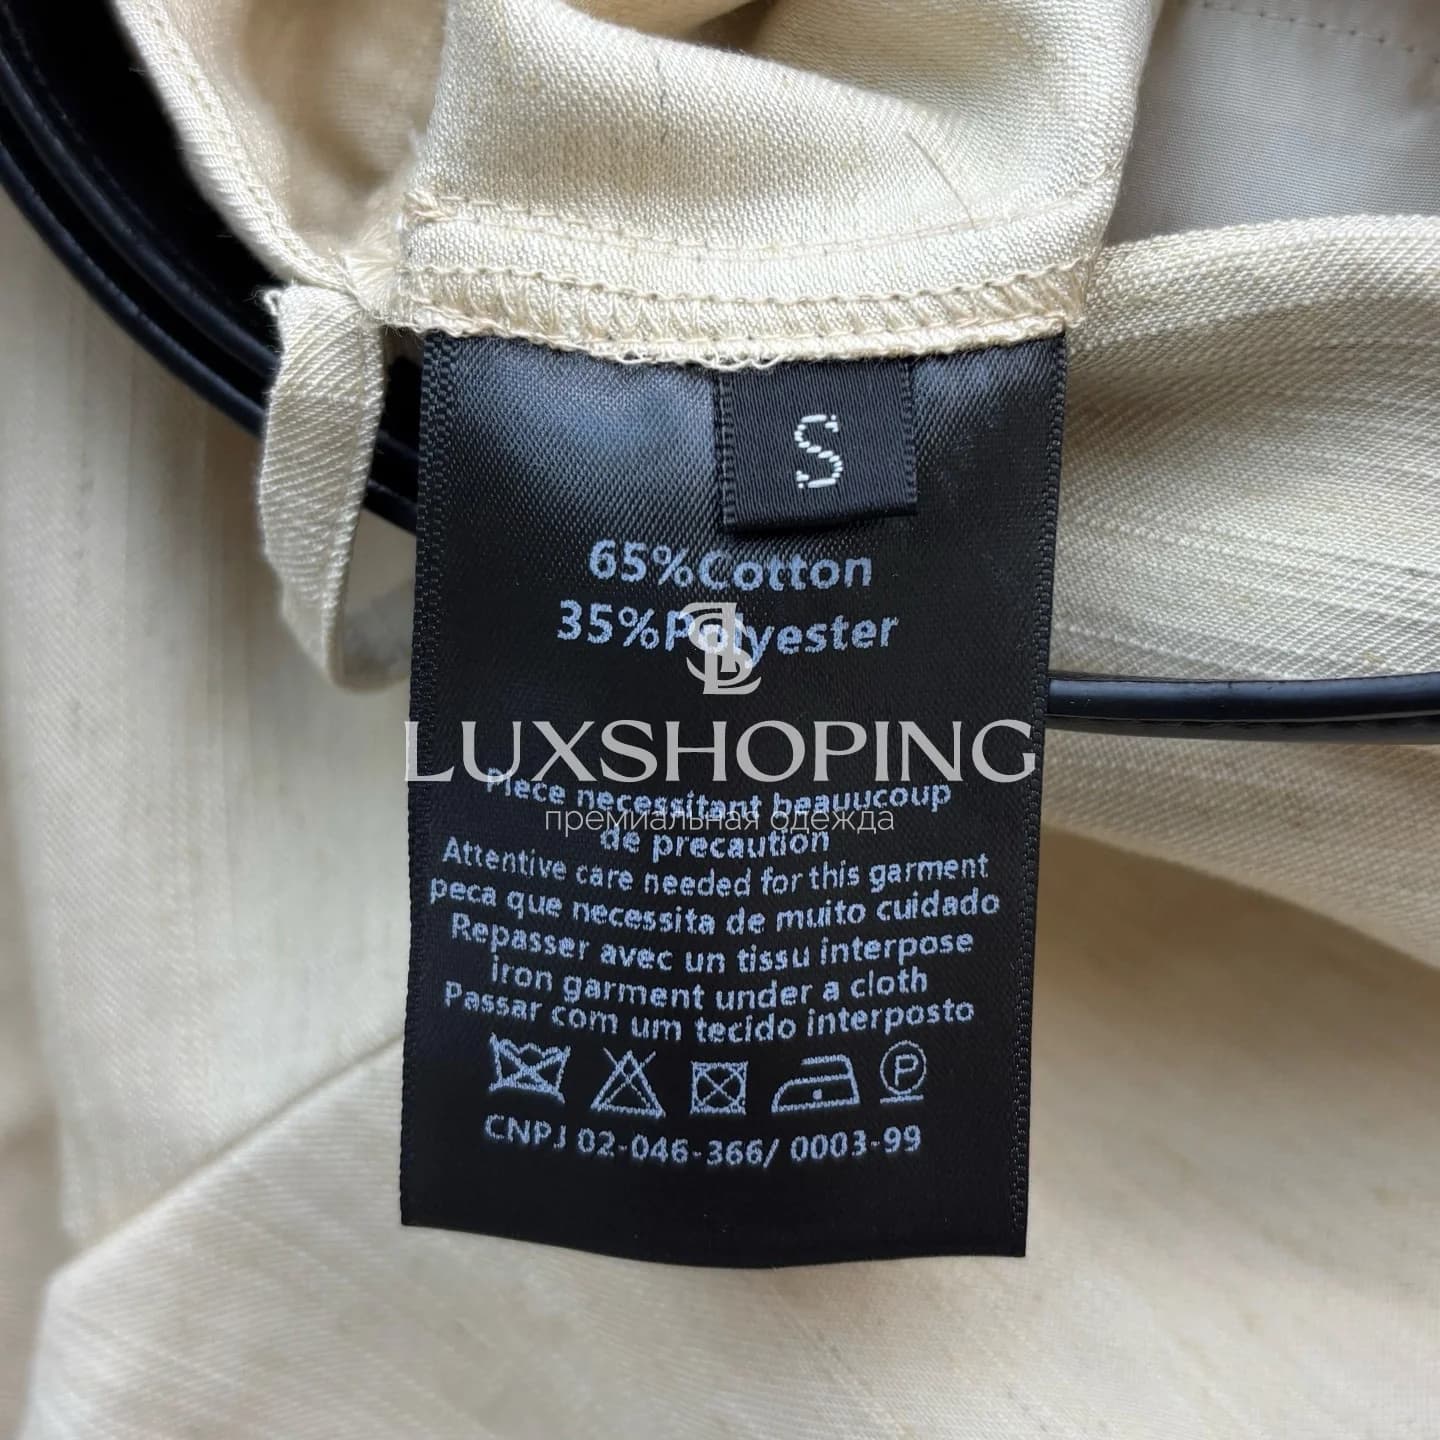 S
65%Cotton
35%Polyester
SL
LUXSHOPING
Piece necessitant beauucoup
премиальная одежда
de precaution
Attentive care needed for this garment
peca que necessita de muito cuidado
Repasser avec un tissu interpose
iron garment under a cloth
Passar com um tecido interposto
P
CNPJ 02-046-366/ 0003-99